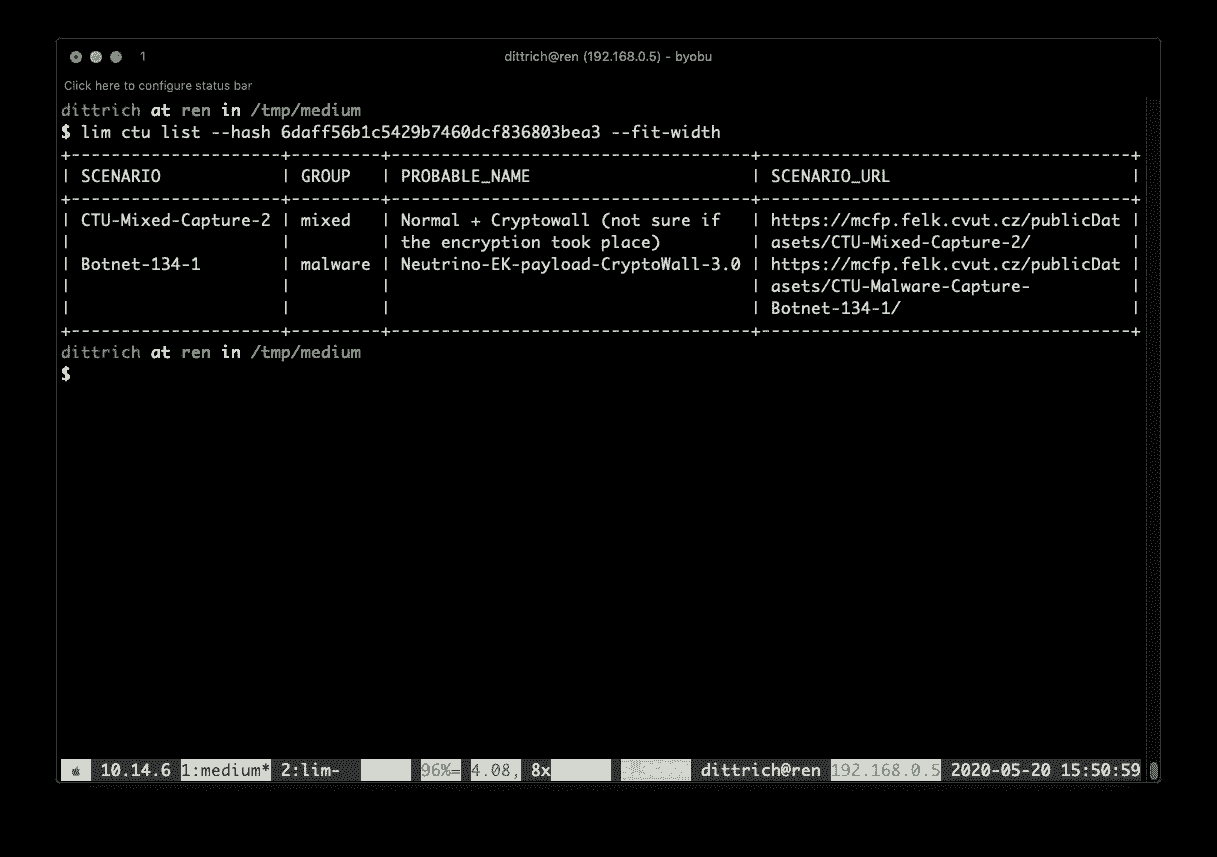 1 dittrich@ren (192.168.0.5) - byobu
Click here to configure status bar
dittrich at ren in /tmp/medium
$ lim ctu list --hash 6daff56b1c5429b7460dcf836803bea3 --fit-width
+---------------------+---------+------------------------------------+-------------------------------------+
| SCENARIO | GROUP | PROBABLE_NAME | SCENARIO_URL |
+---------------------+---------+------------------------------------+-------------------------------------+
| CTU-Mixed-Capture-2 | mixed | Normal + Cryptowall (not sure if | https://mcfp.felk.cvut.cz/publicDat |
| | | the encryption took place) | asets/CTU-Mixed-Capture-2/ |
| Botnet-134-1 | malware | Neutrino-EK-payload-CryptoWall-3.0 | https://mcfp.felk.cvut.cz/publicDat |
| | | | asets/CTU-Malware-Capture- |
| | | | Botnet-134-1/ |
+---------------------+---------+------------------------------------+-------------------------------------+
dittrich at ren in /tmp/medium
$
10.14.6 1:medium* 2:lim- 96%= 4.08, 8x dittrich@ren 192.168.0.5 2020-05-20 15:50:59